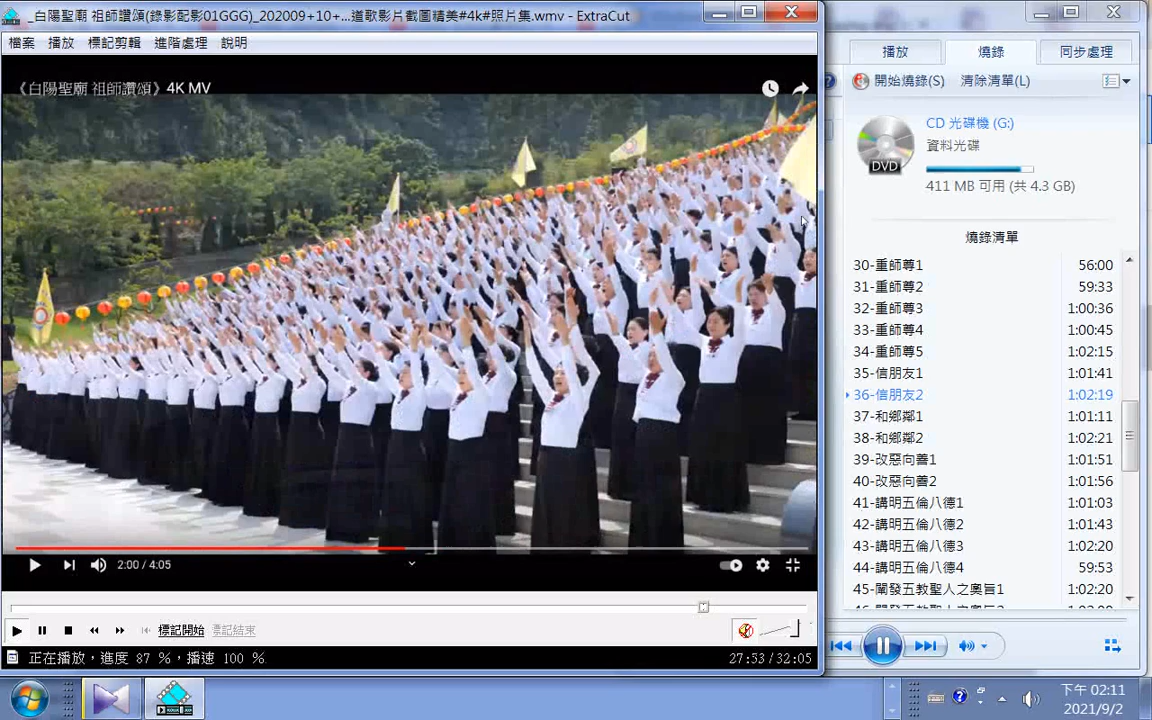 _白陽聖廟 祖師讚頌(錄影配影01GGG)_202009+10+...道歌影片截圖精美#4k#照片集.wmv - ExtraCut
檔案 播放 標記剪輯 進階處理 說明
《白陽聖廟 祖師讚頌》4K MV
2:00 / 4:05
標記開始 標記結束
正在播放，進度 87 %，播速 100 %
27:53 / 32:05
播放 燒錄 同步處理
開始燒錄(S) 清除清單(L)
CD 光碟機 (G:)
資料光碟
DVD
411 MB 可用 (共 4.3 GB)
燒錄清單
30-重師尊1 56:00
31-重師尊2 59:33
32-重師尊3 1:00:36
33-重師尊4 1:00:45
34-重師尊5 1:02:15
35-信朋友1 1:01:41
36-信朋友2 1:02:19
37-和鄉鄰1 1:01:11
38-和鄉鄰2 1:02:21
39-改惡向善1 1:01:51
40-改惡向善2 1:01:56
41-講明五倫八德1 1:01:03
42-講明五倫八德2 1:01:43
43-講明五倫八德3 1:02:20
44-講明五倫八德4 59:53
45-闡發五教聖人之奧旨1 1:02:20
下午 02:11
2021/9/2